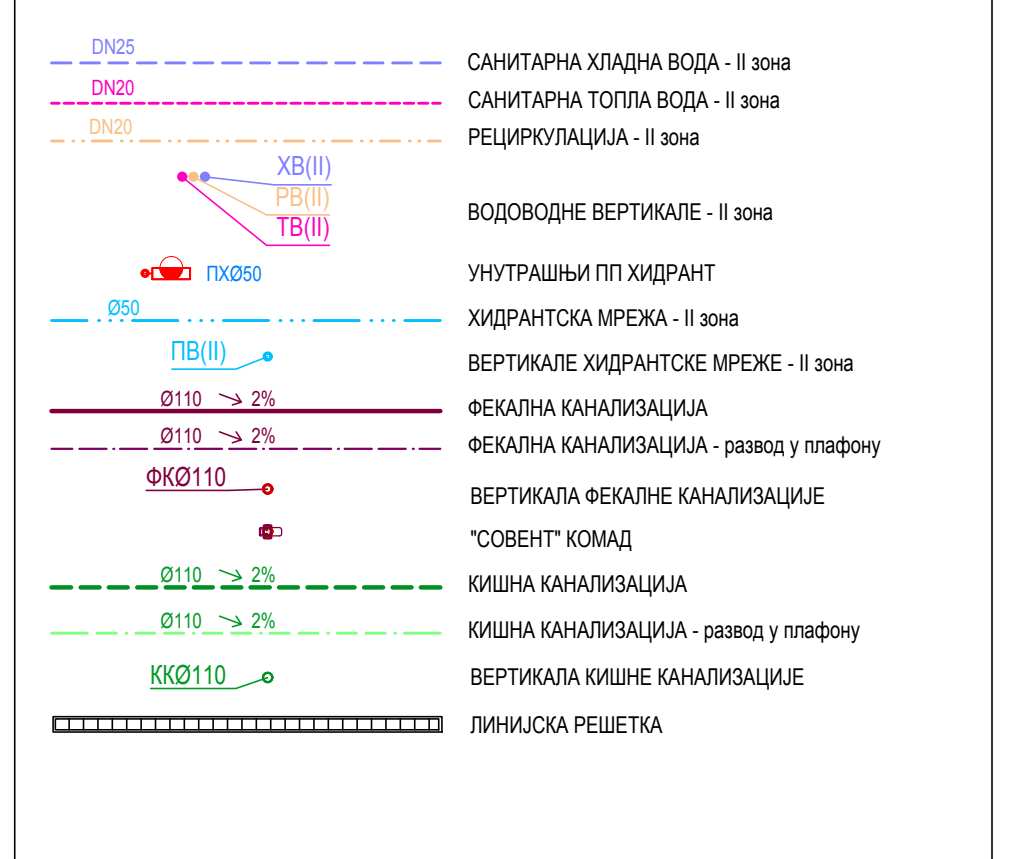 DN25
САНИТАРНА ХЛАДНА ВОДА - II зона
DN20
САНИТАРНА ТОПЛА ВОДА - II зона
DN20
РЕЦИРКУЛАЦИЈА - II зона
ХВ(II)
РВ(II)
ТВ(II)
ВОДОВОДНЕ ВЕРТИКАЛЕ - II зона
ПХØ50
УНУТРАШЊИ ПП ХИДРАНТ
Ø50
ХИДРАНТСКА МРЕЖА - II зона
ПВ(II)
ВЕРТИКАЛЕ ХИДРАНТСКЕ МРЕЖЕ - II зона
Ø110 ↘ 2%
ФЕКАЛНА КАНАЛИЗАЦИЈА
Ø110 ↘ 2%
ФЕКАЛНА КАНАЛИЗАЦИЈА - развод у плафону
ФКØ110
ВЕРТИКАЛА ФЕКАЛНЕ КАНАЛИЗАЦИЈЕ
"СОВЕНТ" КОМАД
Ø110 ↘ 2%
КИШНА КАНАЛИЗАЦИЈА
Ø110 ↘ 2%
КИШНА КАНАЛИЗАЦИЈА - развод у плафону
ККØ110
ВЕРТИКАЛА КИШНЕ КАНАЛИЗАЦИЈЕ
ЛИНИЈСКА РЕШЕТКА